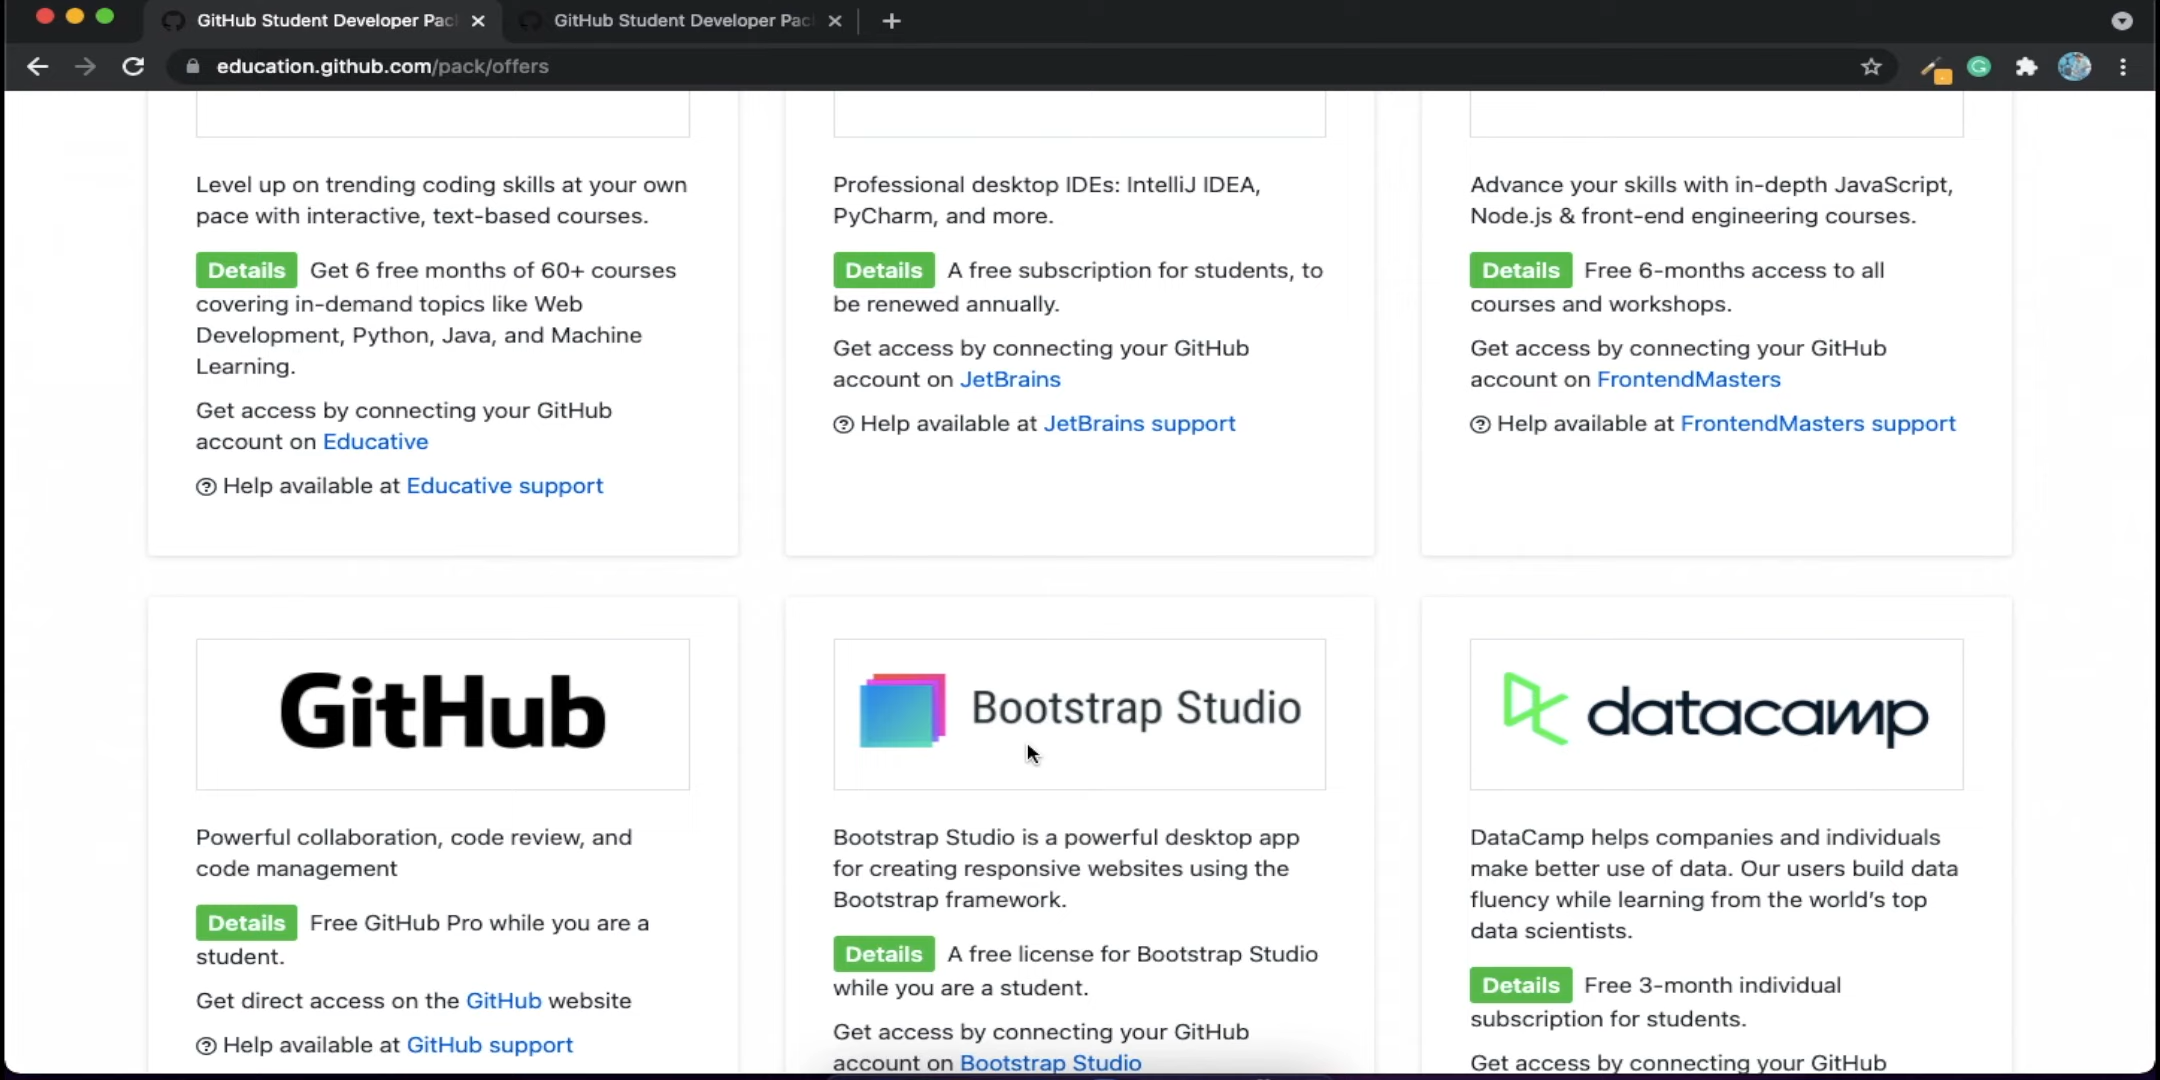 GitHub Student Developer Pac
GitHub Student Developer Pac
education.github.com/pack/offers
Level up on trending coding skills at your own
pace with interactive, text-based courses.
Details Get 6 free months of 60+ courses
covering in-demand topics like Web
Development, Python, Java, and Machine
Learning.
Get access by connecting your GitHub
account on Educative
Help available at Educative support
Professional desktop IDEs: IntelliJ IDEA,
PyCharm, and more.
Details A free subscription for students, to
be renewed annually.
Get access by connecting your GitHub
account on JetBrains
Help available at JetBrains support
Advance your skills with in-depth JavaScript,
Node.js & front-end engineering courses.
Details Free 6-months access to all
courses and workshops.
Get access by connecting your GitHub
account on FrontendMasters
Help available at FrontendMasters support
GitHub
Powerful collaboration, code review, and
code management
Details Free GitHub Pro while you are a
student.
Get direct access on the GitHub website
Help available at GitHub support
Bootstrap Studio
Bootstrap Studio is a powerful desktop app
for creating responsive websites using the
Bootstrap framework.
Details A free license for Bootstrap Studio
while you are a student.
Get access by connecting your GitHub
account on Bootstrap Studio
datacamp
DataCamp helps companies and individuals
make better use of data. Our users build data
fluency while learning from the world's top
data scientists.
Details Free 3-month individual
subscription for students.
Get access by connecting your GitHub